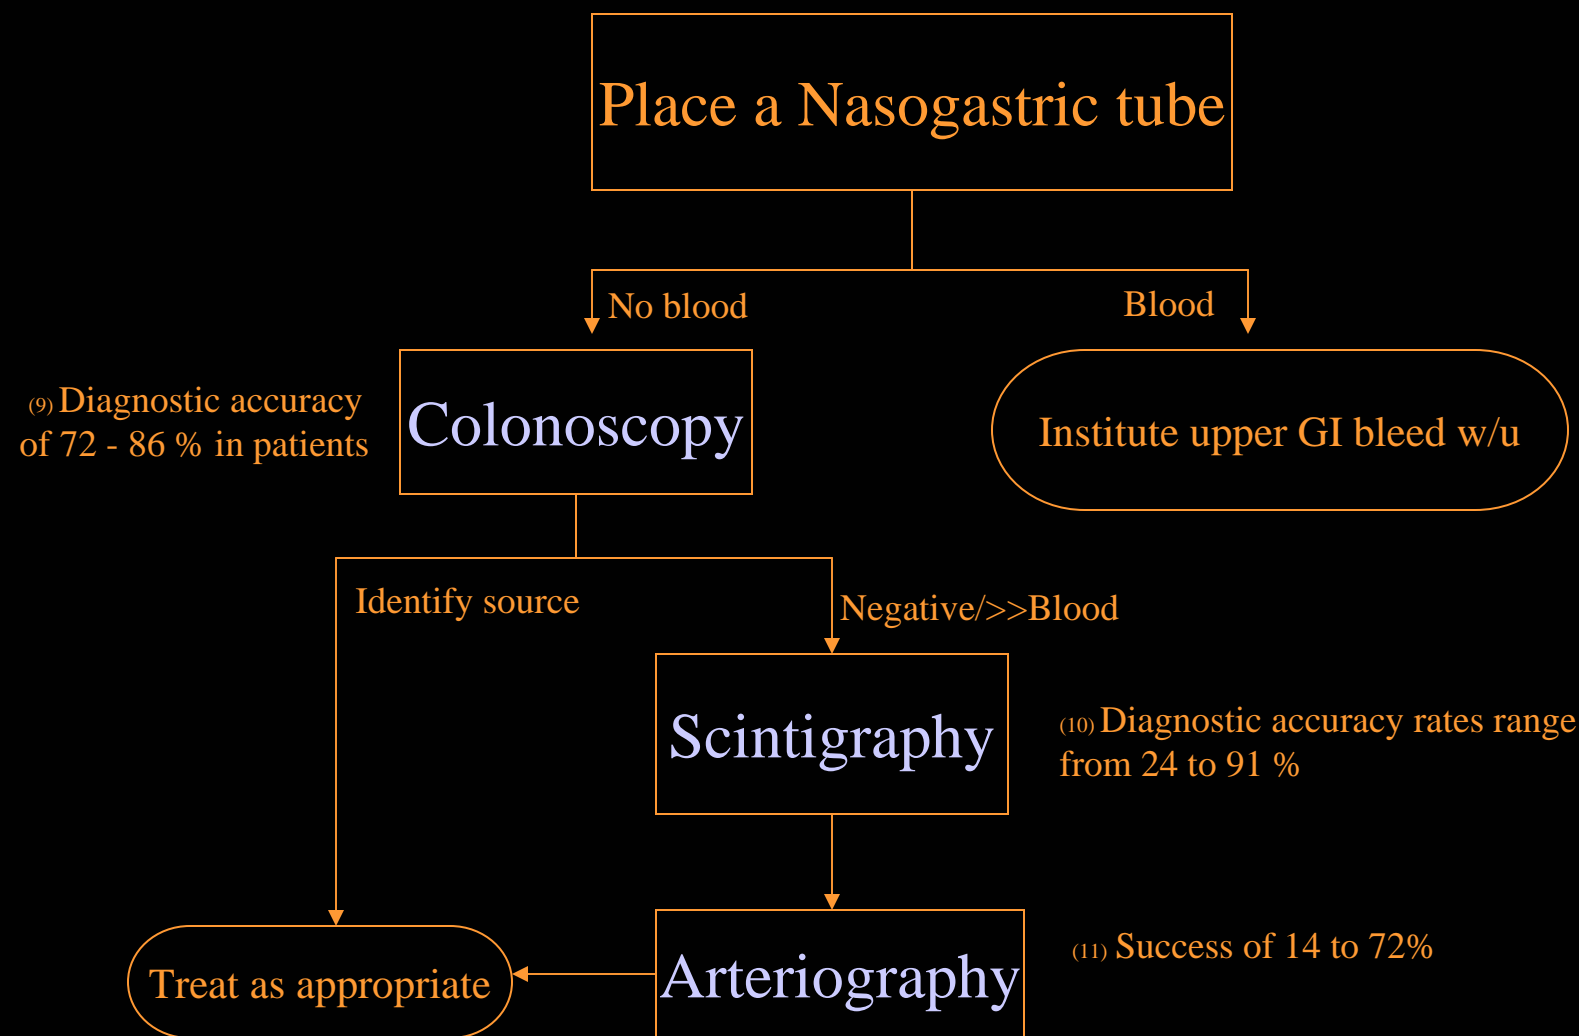 Place a Nasogastric tube
No blood
Blood
(9) Diagnostic accuracy
of 72 - 86 % in patients
Colonoscopy
Institute upper GI bleed w/u
Identify source
Negative/>>Blood
Scintigraphy
(10) Diagnostic accuracy rates range
from 24 to 91 %
Treat as appropriate
Arteriography
(11) Success of 14 to 72%